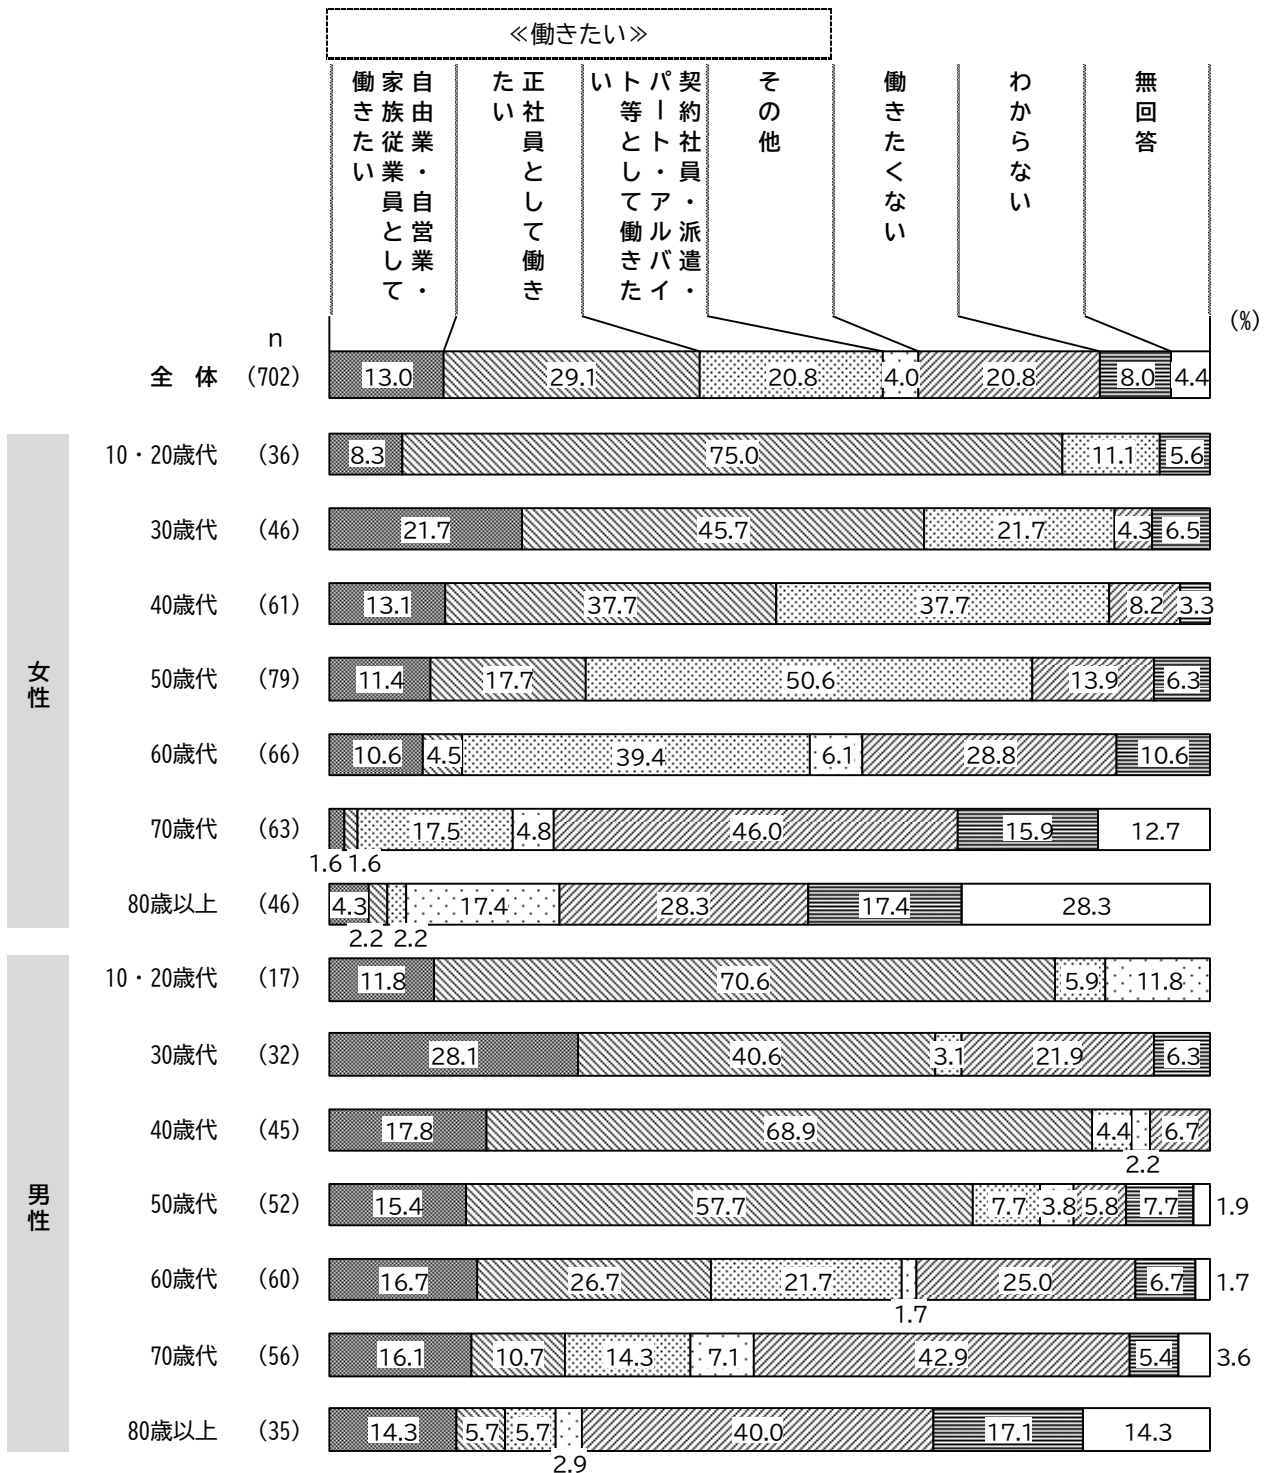 ≪働きたい≫
自由業・自営業・
家族従業員として
働きたい
正社員として働き
たい
契約社員・派遣・
パート・アルバイ
ト等として働きた
い
その他
働きたくない
わからない
無回答
(%)
n
全 体 (702) 13.0 29.1 20.8 4.0 20.8 8.0 4.4
女性
10・20歳代 (36) 8.3 75.0 11.1 5.6
30歳代 (46) 21.7 45.7 21.7 4.3 6.5
40歳代 (61) 13.1 37.7 37.7 8.2 3.3
50歳代 (79) 11.4 17.7 50.6 13.9 6.3
60歳代 (66) 10.6 4.5 39.4 6.1 28.8 10.6
70歳代 (63) 17.5 4.8 46.0 15.9 12.7
1.6 1.6
80歳以上 (46) 4.3 17.4 28.3 17.4 28.3
2.2 2.2
男性
10・20歳代 (17) 11.8 70.6 5.9 11.8
30歳代 (32) 28.1 40.6 3.1 21.9 6.3
40歳代 (45) 17.8 68.9 4.4 6.7
2.2
50歳代 (52) 15.4 57.7 7.7 3.8 5.8 7.7 1.9
60歳代 (60) 16.7 26.7 21.7 25.0 6.7 1.7
1.7
70歳代 (56) 16.1 10.7 14.3 7.1 42.9 5.4 3.6
80歳以上 (35) 14.3 5.7 5.7 40.0 17.1 14.3
2.9